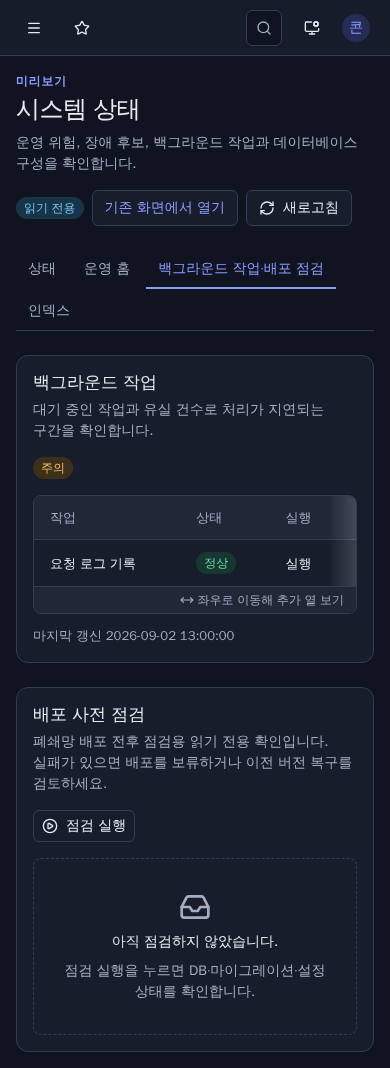 콘
미리보기
시스템 상태
운영 위험, 장애 후보, 백그라운드 작업과 데이터베이스
구성을 확인합니다.
읽기 전용
기존 화면에서 열기
새로고침
상태
운영 홈
백그라운드 작업·배포 점검
인덱스
백그라운드 작업
대기 중인 작업과 유실 건수로 처리가 지연되는
구간을 확인합니다.
주의
작업 상태 실행
요청 로그 기록 정상 실행
좌우로 이동해 추가 열 보기
마지막 갱신 2026-09-02 13:00:00
배포 사전 점검
폐쇄망 배포 전후 점검용 읽기 전용 확인입니다.
실패가 있으면 배포를 보류하거나 이전 버전 복구를
검토하세요.
점검 실행
아직 점검하지 않았습니다.
점검 실행을 누르면 DB·마이그레이션·설정
상태를 확인합니다.